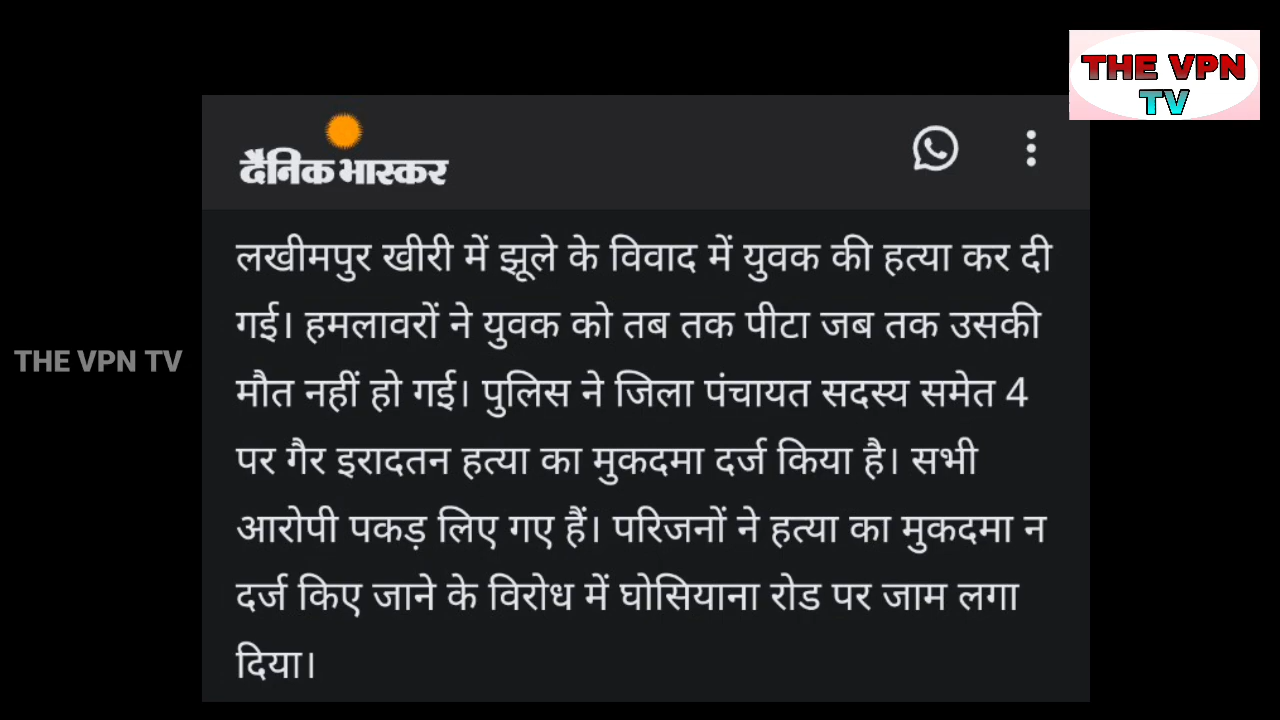 THE VPN
TV
दैनिक भास्कर
लखीमपुर खीरी में झूले के विवाद में युवक की हत्या कर दी
गई। हमलावरों ने युवक को तब तक पीटा जब तक उसकी
THE VPN TV
मौत नहीं हो गई। पुलिस ने जिला पंचायत सदस्य समेत 4
पर गैर इरादतन हत्या का मुकदमा दर्ज किया है। सभी
आरोपी पकड़ लिए गए हैं। परिजनों ने हत्या का मुकदमा न
दर्ज किए जाने के विरोध में घोसियाना रोड पर जाम लगा
दिया।